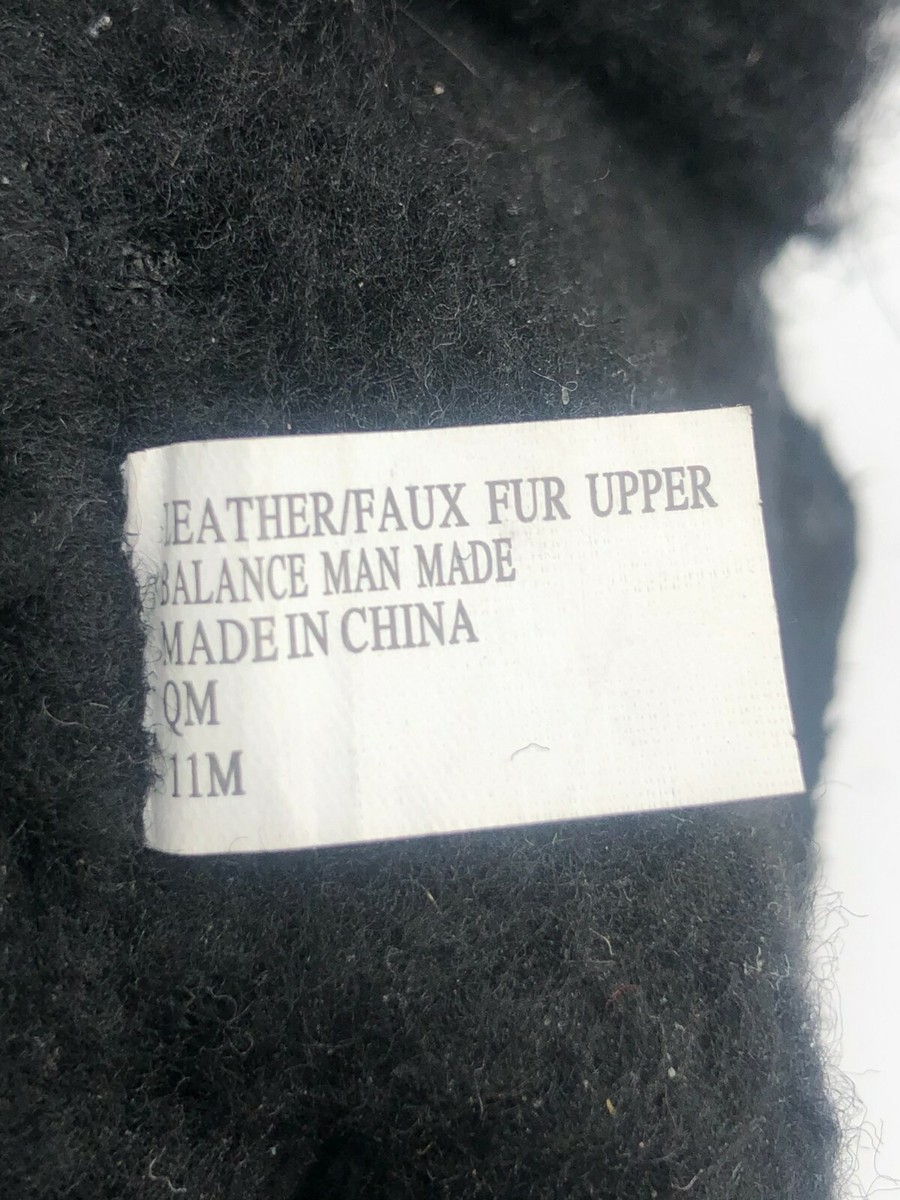 LEATHER/FAUX FUR UPPER
BALANCE MAN MADE
MADE IN CHINA
QM
11M